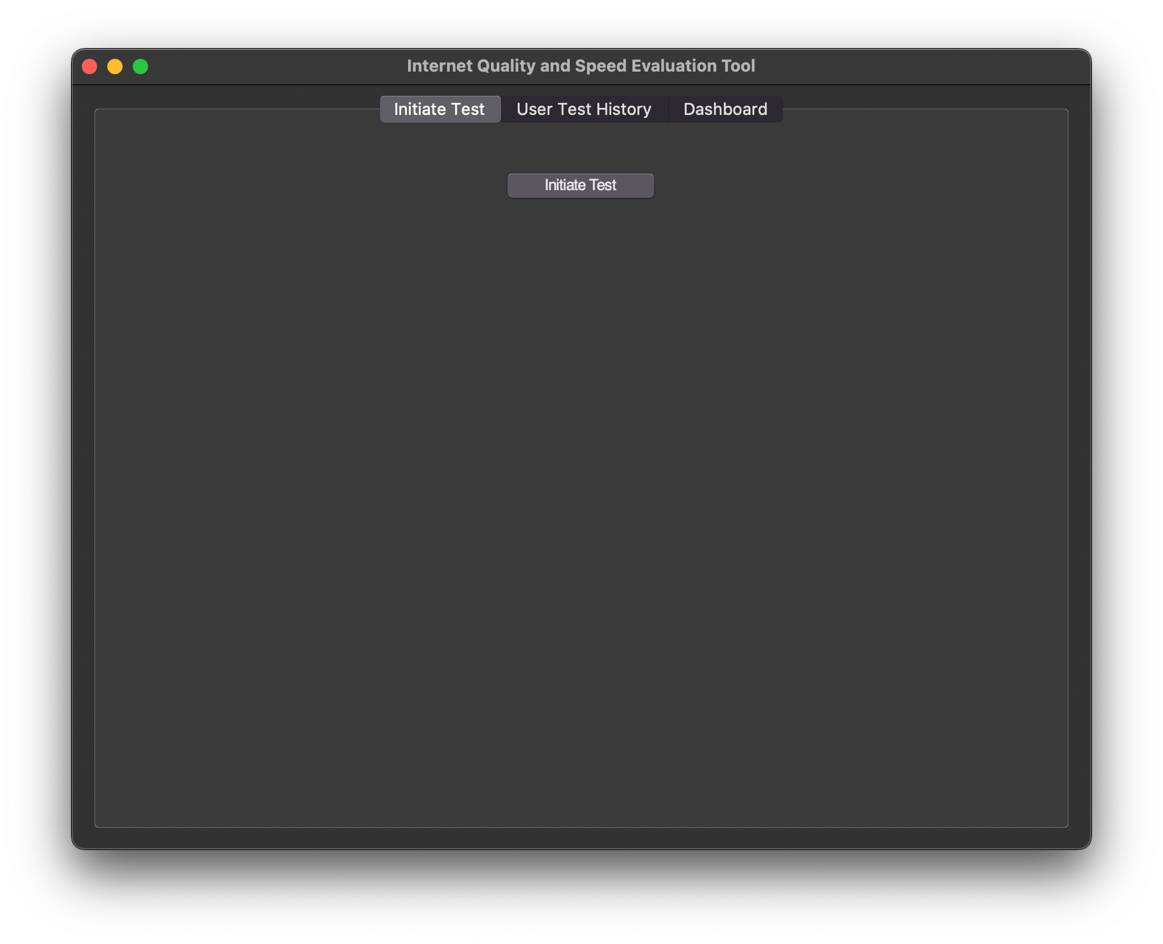 Internet Quality and Speed Evaluation Tool
Initiate Test User Test History Dashboard
Initiate Test